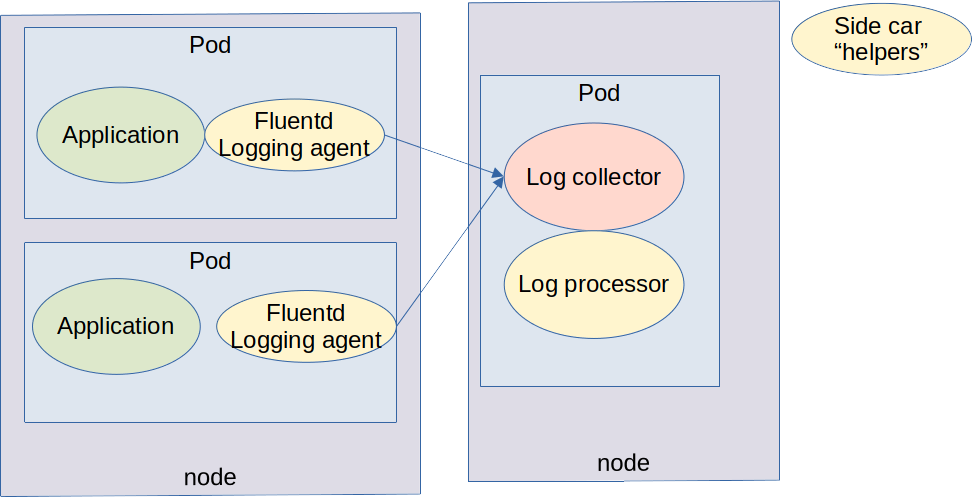 Pod
Application
Fluentd
Logging agent
Pod
Application
Fluentd
Logging agent
node
Pod
Log collector
Log processor
node
Side car
“helpers”